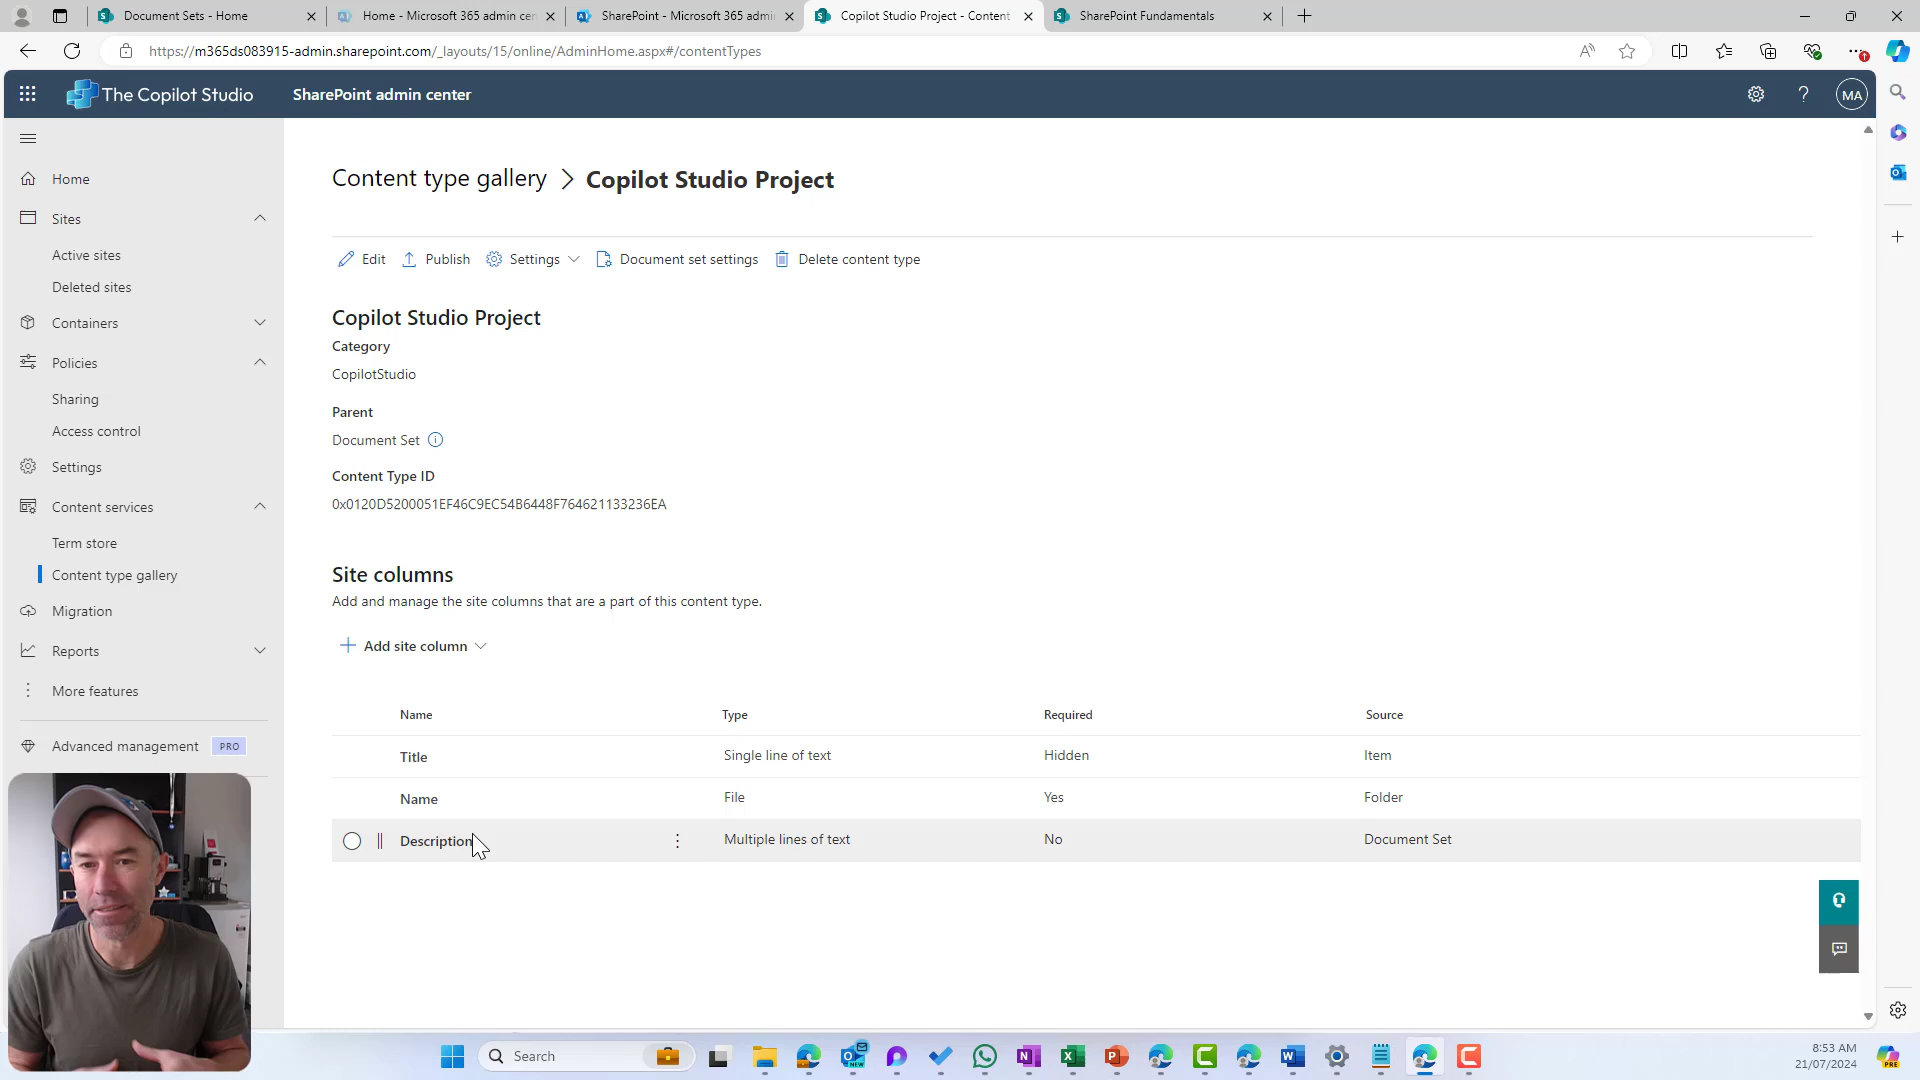 Document Sets - Home
Home - Microsoft 365 admin cen
SharePoint - Microsoft 365 admin
Copilot Studio Project - Content
SharePoint Fundamentals
https://m365ds083915-admin.sharepoint.com/_layouts/15/online/AdminHome.aspx#/contentTypes
The Copilot Studio
SharePoint admin center
MA
Home
Sites
Active sites
Deleted sites
Containers
Policies
Sharing
Access control
Settings
Content services
Term store
Content type gallery
Migration
Reports
More features
Advanced management PRO
Content type gallery > Copilot Studio Project
Edit Publish Settings Document set settings Delete content type
Copilot Studio Project
Category
CopilotStudio
Parent
Document Set
Content Type ID
0x0120D5200051EF46C9EC54B6448F764621133236EA
Site columns
Add and manage the site columns that are a part of this content type.
Add site column
Name Type Required Source
Title Single line of text Hidden Item
Name File Yes Folder
Description Multiple lines of text No Document Set
Search
NEW
8:53 AM
21/07/2024
PRE